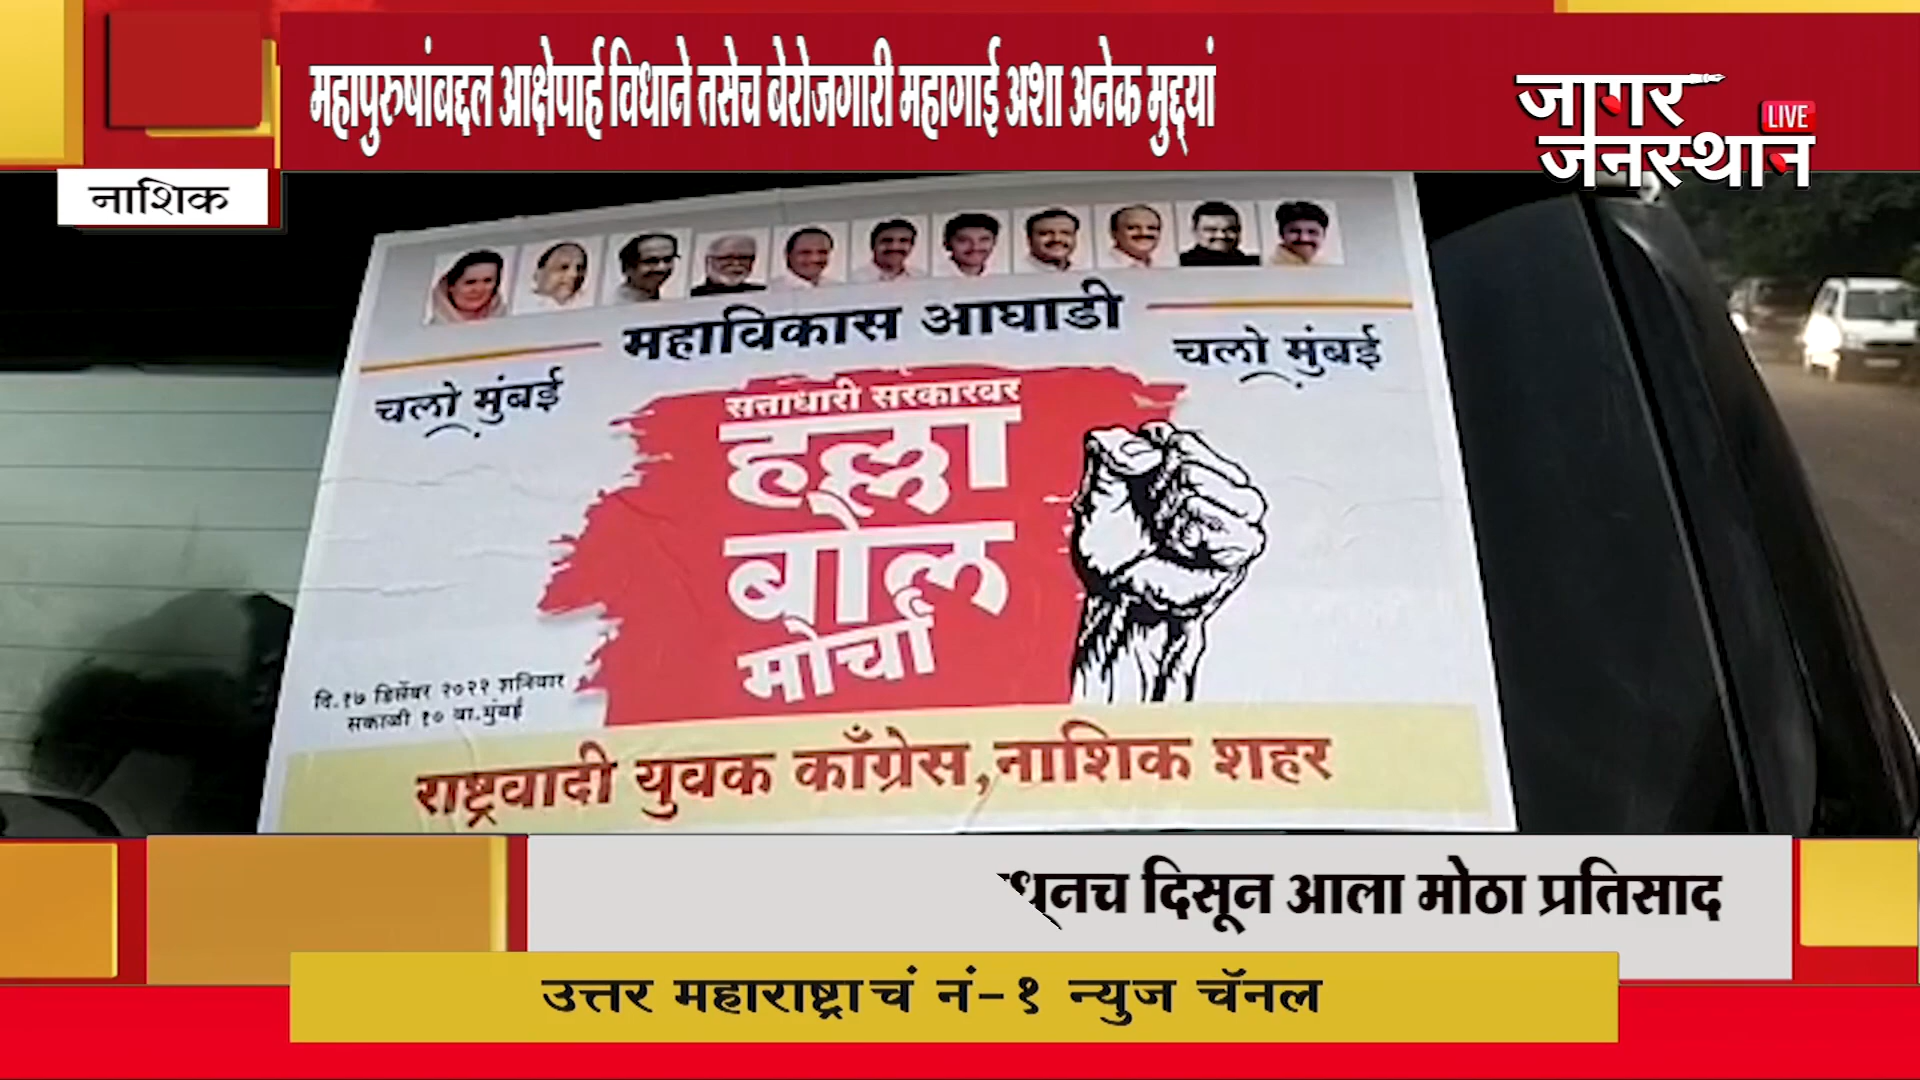 महापुरुषांबद्दल आक्षेपार्ह विधाने तसेच बेरोजगारी महागाई अशा अनेक मुद्द्यां
जागर
जनस्थान
LIVE
नाशिक
महाविकास आघाडी
चलो मुंबई
चलो मुंबई
सत्ताधारी सरकारवर
हल्ला
बोल
मोर्चा
दि.१७ डिसेंबर २०२२ शनिवार
सकाळी १० वा.मुंबई
राष्ट्रवादी युवक काँग्रेस,नाशिक शहर
दिसून आला मोठा प्रतिसाद
उत्तर महाराष्ट्राचं नं-१ न्युज चॅनल